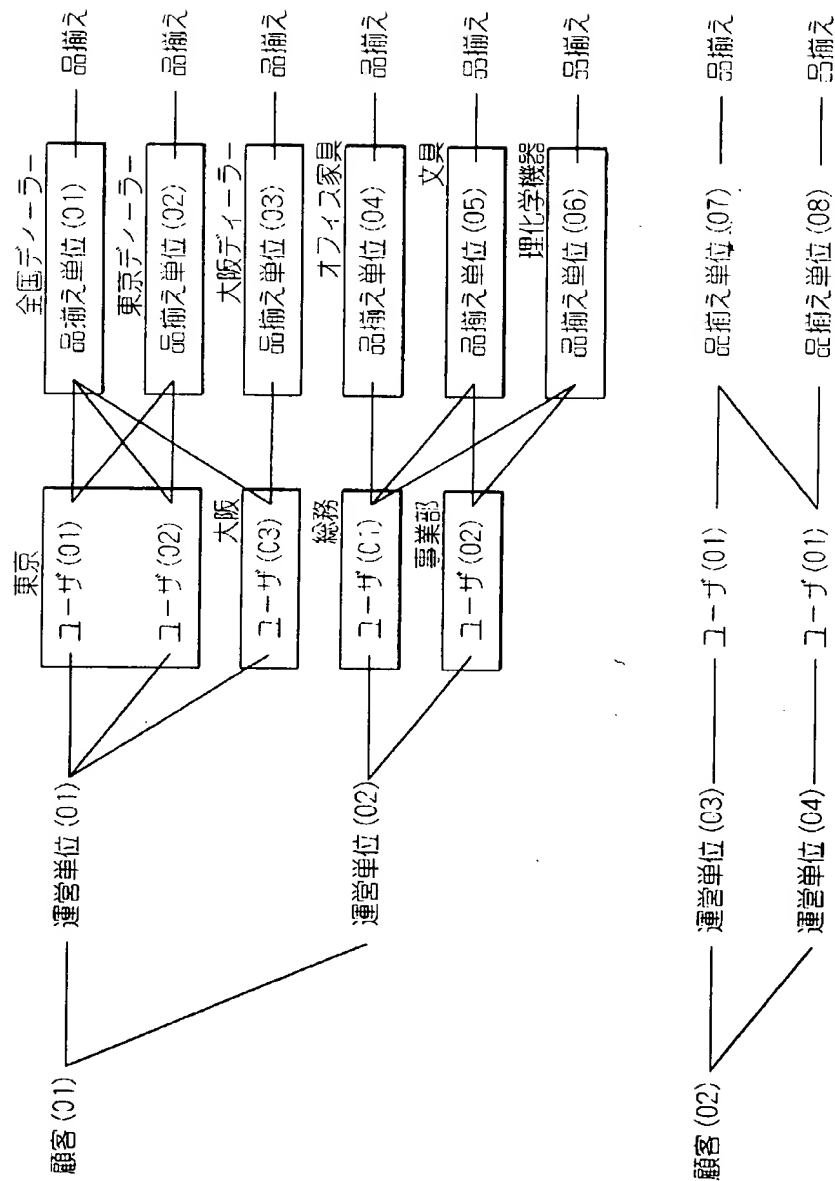 顧客(01)
運営単位(01)
東京
ユーザ(01)
ユーザ(02)
大阪
ユーザ(03)
全国ディーラー
品揃え単位(01)
品揃え
東京ディーラー
品揃え単位(02)
品揃え
大阪ディーラー
品揃え単位(03)
品揃え
運営単位(02)
総務
ユーザ(01)
事業部
ユーザ(02)
オフィス家具
品揃え単位(04)
品揃え
文具
品揃え単位(05)
品揃え
理化学機器
品揃え単位(06)
品揃え
顧客(02)
運営単位(03)
ユーザ(01)
品揃え単位(07)
品揃え
運営単位(04)
ユーザ(01)
品揃え単位(08)
品揃え